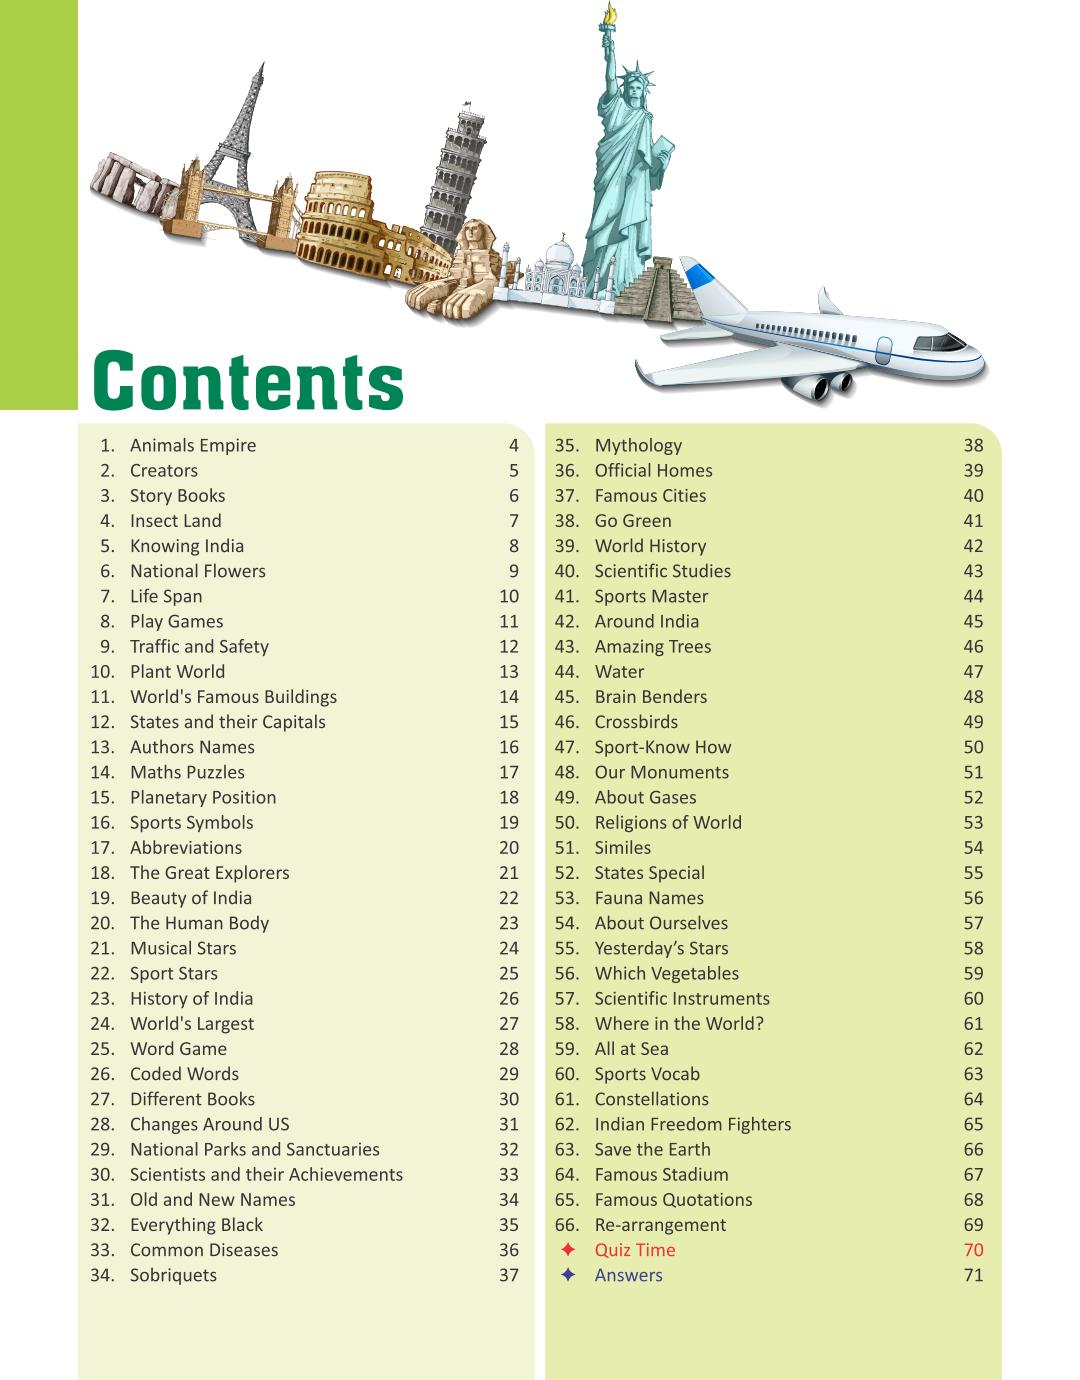 Contents
1. Animals Empire 4
2. Creators 5
3. Story Books 6
4. Insect Land 7
5. Knowing India 8
6. National Flowers 9
7. Life Span 10
8. Play Games 11
9. Traffic and Safety 12
10. Plant World 13
11. World's Famous Buildings 14
12. States and their Capitals 15
13. Authors Names 16
14. Maths Puzzles 17
15. Planetary Position 18
16. Sports Symbols 19
17. Abbreviations 20
18. The Great Explorers 21
19. Beauty of India 22
20. The Human Body 23
21. Musical Stars 24
22. Sport Stars 25
23. History of India 26
24. World's Largest 27
25. Word Game 28
26. Coded Words 29
27. Different Books 30
28. Changes Around US 31
29. National Parks and Sanctuaries 32
30. Scientists and their Achievements 33
31. Old and New Names 34
32. Everything Black 35
33. Common Diseases 36
34. Sobriquets 37
35. Mythology 38
36. Official Homes 39
37. Famous Cities 40
38. Go Green 41
39. World History 42
40. Scientific Studies 43
41. Sports Master 44
42. Around India 45
43. Amazing Trees 46
44. Water 47
45. Brain Benders 48
46. Crossbirds 49
47. Sport-Know How 50
48. Our Monuments 51
49. About Gases 52
50. Religions of World 53
51. Similes 54
52. States Special 55
53. Fauna Names 56
54. About Ourselves 57
55. Yesterday’s Stars 58
56. Which Vegetables 59
57. Scientific Instruments 60
58. Where in the World? 61
59. All at Sea 62
60. Sports Vocab 63
61. Constellations 64
62. Indian Freedom Fighters 65
63. Save the Earth 66
64. Famous Stadium 67
65. Famous Quotations 68
66. Re-arrangement 69
✦ Quiz Time 70
✦ Answers 71